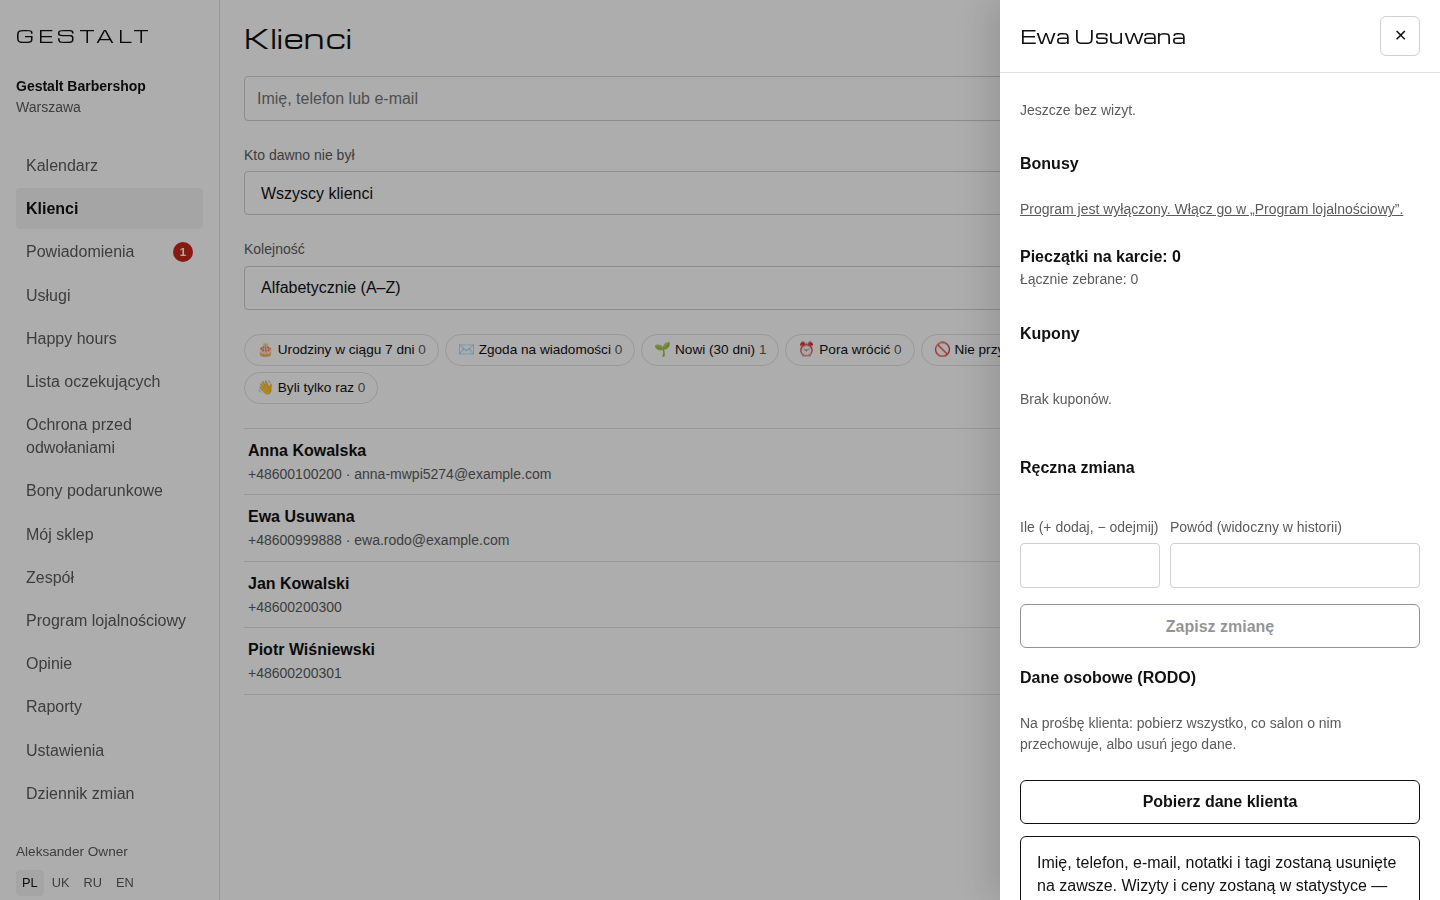 GESTALT
Gestalt Barbershop
Warszawa
Kalendarz
Klienci
Powiadomienia 1
Usługi
Happy hours
Lista oczekujących
Ochrona przed
odwołaniami
Bony podarunkowe
Mój sklep
Zespół
Program lojalnościowy
Opinie
Raporty
Ustawienia
Dziennik zmian
Aleksander Owner
PL UK RU EN
Klienci
Imię, telefon lub e-mail
Kto dawno nie był
Wszyscy klienci
Kolejność
Alfabetycznie (A–Z)
🎂 Urodziny w ciągu 7 dni 0 ✉️ Zgoda na wiadomości 0 🌱 Nowi (30 dni) 1 ⏰ Pora wrócić 0 🚫 Nie przy
👋 Byli tylko raz 0
Anna Kowalska
+48600100200 · anna-mwpi5274@example.com
Ewa Usuwana
+48600999888 · ewa.rodo@example.com
Jan Kowalski
+48600200300
Piotr Wiśniewski
+48600200301
Ewa Usuwana ✕
Jeszcze bez wizyt.
Bonusy
Program jest wyłączony. Włącz go w „Program lojalnościowy”.
Pieczątki na karcie: 0
Łącznie zebrane: 0
Kupony
Brak kuponów.
Ręczna zmiana
Ile (+ dodaj, − odejmij) Powód (widoczny w historii)
Zapisz zmianę
Dane osobowe (RODO)
Na prośbę klienta: pobierz wszystko, co salon o nim
przechowuje, albo usuń jego dane.
Pobierz dane klienta
Imię, telefon, e-mail, notatki i tagi zostaną usunięte
na zawsze. Wizyty i ceny zostaną w statystyce —